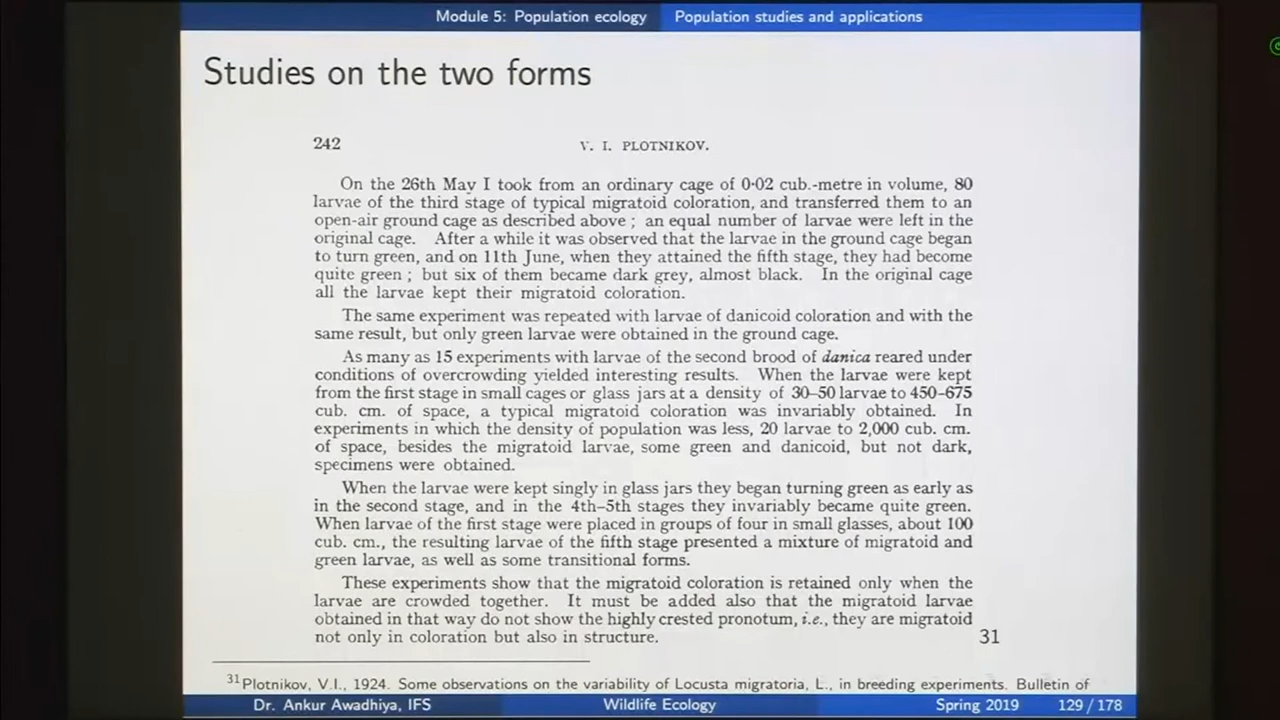 Module 5: Population ecology Population studies and applications
Studies on the two forms
242 V. I. PLOTNIKOV.
On the 26th May I took from an ordinary cage of 0·02 cub.-metre in volume, 80
larvae of the third stage of typical migratoid coloration, and transferred them to an
open-air ground cage as described above ; an equal number of larvae were left in the
original cage. After a while it was observed that the larvae in the ground cage began
to turn green, and on 11th June, when they attained the fifth stage, they had become
quite green ; but six of them became dark grey, almost black. In the original cage
all the larvae kept their migratoid coloration.
The same experiment was repeated with larvae of danicoid coloration and with the
same result, but only green larvae were obtained in the ground cage.
As many as 15 experiments with larvae of the second brood of danica reared under
conditions of overcrowding yielded interesting results. When the larvae were kept
from the first stage in small cages or glass jars at a density of 30–50 larvae to 450–675
cub. cm. of space, a typical migratoid coloration was invariably obtained. In
experiments in which the density of population was less, 20 larvae to 2,000 cub. cm.
of space, besides the migratoid larvae, some green and danicoid, but not dark,
specimens were obtained.
When the larvae were kept singly in glass jars they began turning green as early as
in the second stage, and in the 4th–5th stages they invariably became quite green.
When larvae of the first stage were placed in groups of four in small glasses, about 100
cub. cm., the resulting larvae of the fifth stage presented a mixture of migratoid and
green larvae, as well as some transitional forms.
These experiments show that the migratoid coloration is retained only when the
larvae are crowded together. It must be added also that the migratoid larvae
obtained in that way do not show the highly crested pronotum, i.e., they are migratoid
not only in coloration but also in structure. 31
31Plotnikov, V.I., 1924. Some observations on the variability of Locusta migratoria, L., in breeding experiments. Bulletin of
Dr. Ankur Awadhiya, IFS Wildlife Ecology Spring 2019 129 / 178